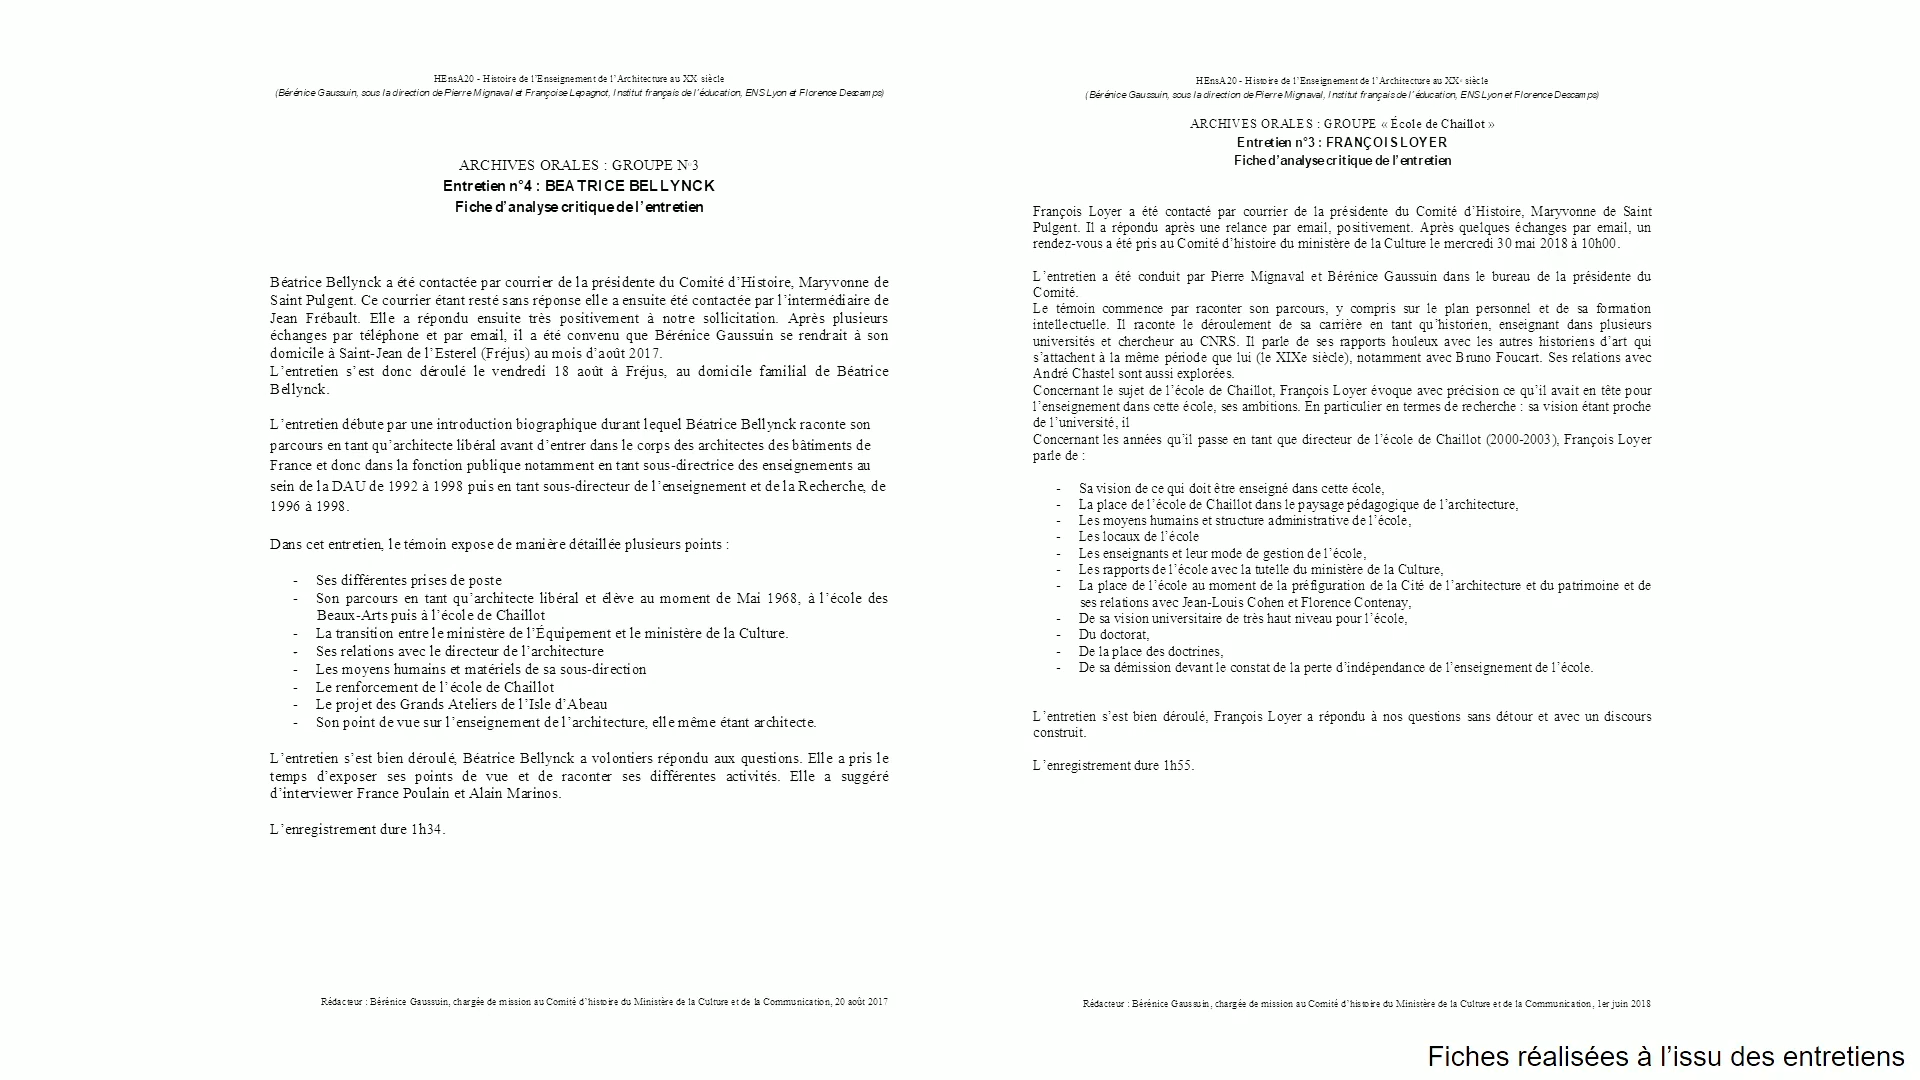 HEnsA20 - Histoire de l'Enseignement de l'Architecture au XX siècle
(Bérénice Gaussuin, sous la direction de Pierre Mignaval et Françoise Lepagnot, Institut français de l'éducation, ENS Lyon et Florence Descamps)
ARCHIVES ORALES : GROUPE N°3
Entretien n°4 : BEATRICE BELLYNCK
Fiche d'analyse critique de l'entretien
Béatrice Bellynck a été contactée par courrier de la présidente du Comité d'Histoire, Maryvonne de
Saint Pulgent. Ce courrier étant resté sans réponse elle a ensuite été contactée par l'intermédiaire de
Jean Frébault. Elle a répondu ensuite très positivement à notre sollicitation. Après plusieurs
échanges par téléphone et par email, il a été convenu que Bérénice Gaussuin se rendrait à son
domicile à Saint-Jean de l'Esterel (Fréjus) au mois d'août 2017.
L'entretien s'est donc déroulé le vendredi 18 août à Fréjus, au domicile familial de Béatrice
Bellynck.
L'entretien débute par une introduction biographique durant lequel Béatrice Bellynck raconte son
parcours en tant qu'architecte libéral avant d'entrer dans le corps des architectes des bâtiments de
France et donc dans la fonction publique notamment en tant sous-directrice des enseignements au
sein de la DAU de 1992 à 1998 puis en tant sous-directeur de l'enseignement et de la Recherche, de
1996 à 1998.
Dans cet entretien, le témoin expose de manière détaillée plusieurs points :
- Ses différentes prises de poste
- Son parcours en tant qu'architecte libéral et élève au moment de Mai 1968, à l'école des
Beaux-Arts puis à l'école de Chaillot
- La transition entre le ministère de l'Équipement et le ministère de la Culture.
- Ses relations avec le directeur de l'architecture
- Les moyens humains et matériels de sa sous-direction
- Le renforcement de l'école de Chaillot
- Le projet des Grands Ateliers de l'Isle d'Abeau
- Son point de vue sur l'enseignement de l'architecture, elle même étant architecte.
L'entretien s'est bien déroulé, Béatrice Bellynck a volontiers répondu aux questions. Elle a pris le
temps d'exposer ses points de vue et de raconter ses différentes activités. Elle a suggéré
d'interviewer France Poulain et Alain Marinos.
L'enregistrement dure 1h34.
Rédacteur : Bérénice Gaussuin, chargée de mission au Comité d'histoire du Ministère de la Culture et de la Communication, 20 août 2017
HEnsA20 - Histoire de l'Enseignement de l'Architecture au XXe siècle
(Bérénice Gaussuin, sous la direction de Pierre Mignaval, Institut français de l'éducation, ENS Lyon et Florence Descamps)
ARCHIVES ORALES : GROUPE « École de Chaillot »
Entretien n°3 : FRANÇOIS LOYER
Fiche d'analyse critique de l'entretien
François Loyer a été contacté par courrier de la présidente du Comité d'Histoire, Maryvonne de Saint
Pulgent. Il a répondu après une relance par email, positivement. Après quelques échanges par email, un
rendez-vous a été pris au Comité d'histoire du ministère de la Culture le mercredi 30 mai 2018 à 10h00.
L'entretien a été conduit par Pierre Mignaval et Bérénice Gaussuin dans le bureau de la présidente du
Comité.
Le témoin commence par raconter son parcours, y compris sur le plan personnel et de sa formation
intellectuelle. Il raconte le déroulement de sa carrière en tant qu'historien, enseignant dans plusieurs
universités et chercheur au CNRS. Il parle de ses rapports houleux avec les autres historiens d'art qui
s'attachent à la même période que lui (le XIXe siècle), notamment avec Bruno Foucart. Ses relations avec
André Chastel sont aussi explorées.
Concernant le sujet de l'école de Chaillot, François Loyer évoque avec précision ce qu'il avait en tête pour
l'enseignement dans cette école, ses ambitions. En particulier en termes de recherche : sa vision étant proche
de l'université, il
Concernant les années qu'il passe en tant que directeur de l'école de Chaillot (2000-2003), François Loyer
parle de :
- Sa vision de ce qui doit être enseigné dans cette école,
- La place de l'école de Chaillot dans le paysage pédagogique de l'architecture,
- Les moyens humains et structure administrative de l'école,
- Les locaux de l'école
- Les enseignants et leur mode de gestion de l'école,
- Les rapports de l'école avec la tutelle du ministère de la Culture,
- La place de l'école au moment de la préfiguration de la Cité de l'architecture et du patrimoine et de
ses relations avec Jean-Louis Cohen et Florence Contenay,
- De sa vision universitaire de très haut niveau pour l'école,
- Du doctorat,
- De la place des doctrines,
- De sa démission devant le constat de la perte d'indépendance de l'enseignement de l'école.
L'entretien s'est bien déroulé, François Loyer a répondu à nos questions sans détour et avec un discours
construit.
L'enregistrement dure 1h55.
Rédacteur : Bérénice Gaussuin, chargée de mission au Comité d'histoire du Ministère de la Culture et de la Communication, 1er juin 2018
Fiches réalisées à l'issu des entretiens